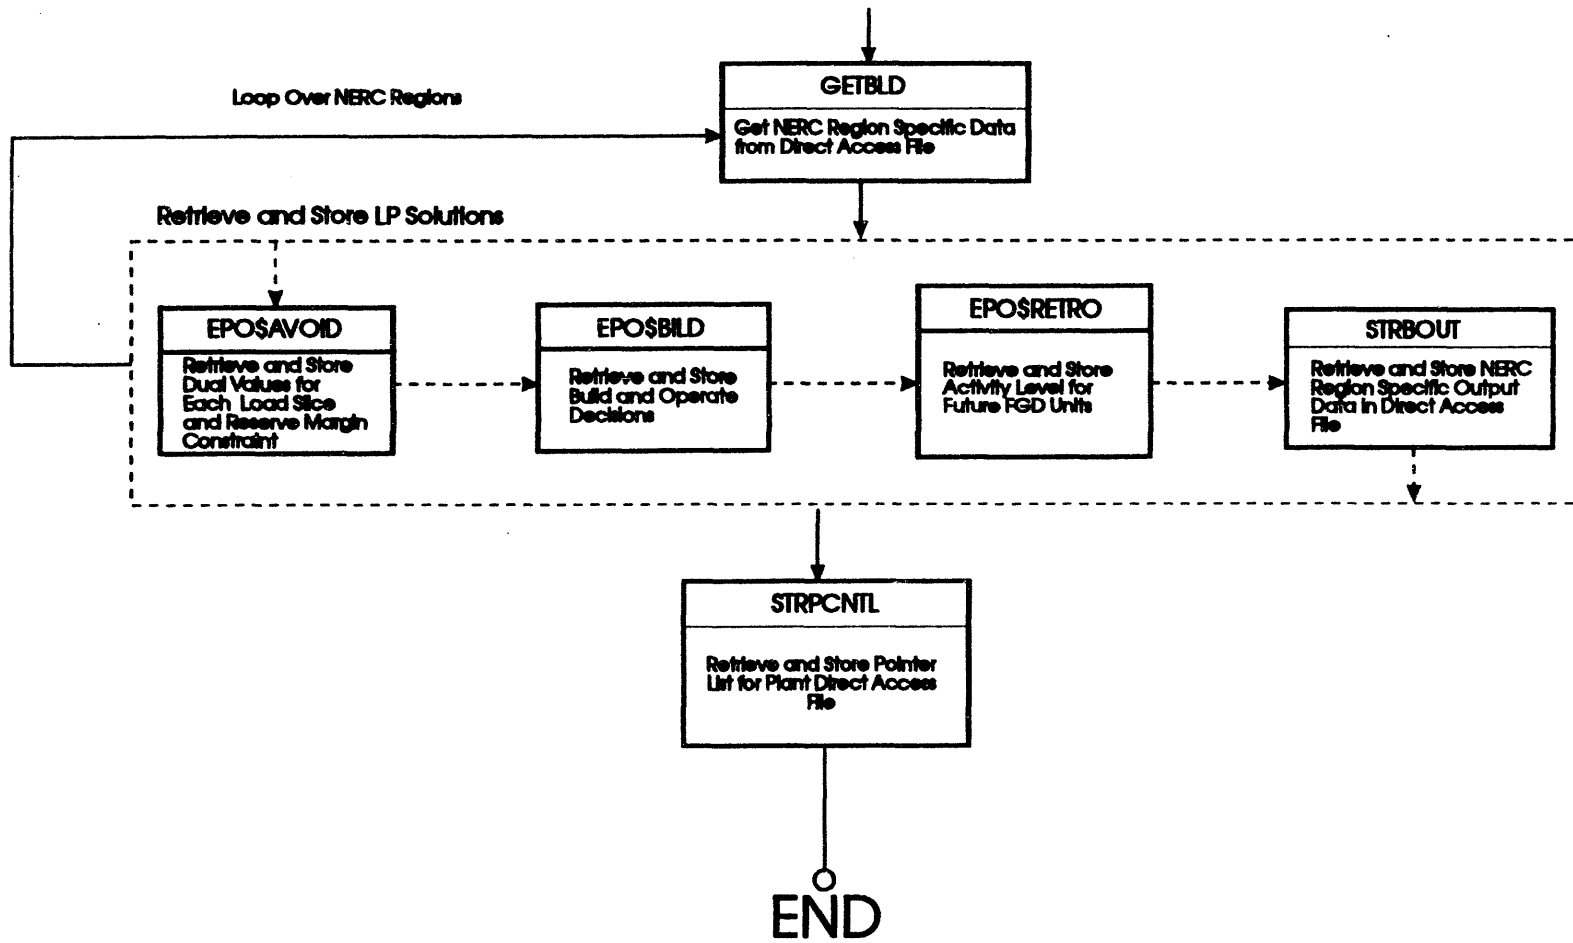 GETBLD
Loop Over NERC Regions
Get NERC Region Specific Data
from Direct Access File
Retrieve and Store LP Solutions
EPO$AVOID
Retrieve and Store
Dual Values for
Each Load Slice
and Reserve Margin
Constraint
EPO$BILD
Retrieve and Store
Build and Operate
Decisions
EPO$RETRO
Retrieve and Store
Activity Level for
Future FGD Units
STRBOUT
Retrieve and Store NERC
Region Specific Output
Data in Direct Access
File
STRPCNTL
Retrieve and Store Pointer
List for Plant Direct Access
File
END